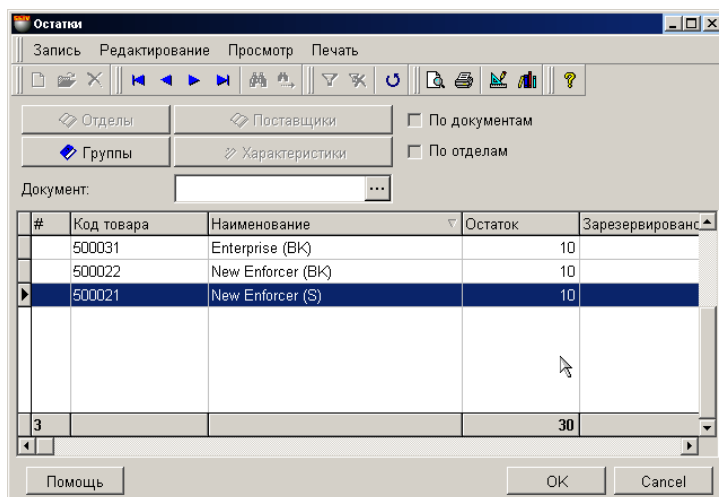 Остатки
Запись Редактирование Просмотр Печать
Отделы Поставщики По документам
Группы Характеристики По отделам
Документ: ...
# Код товара Наименование Остаток Зарезервировано
500031 Enterprise (BK) 10
500022 New Enforcer (BK) 10
500021 New Enforcer (S) 10
3 30
Помощь OK Cancel